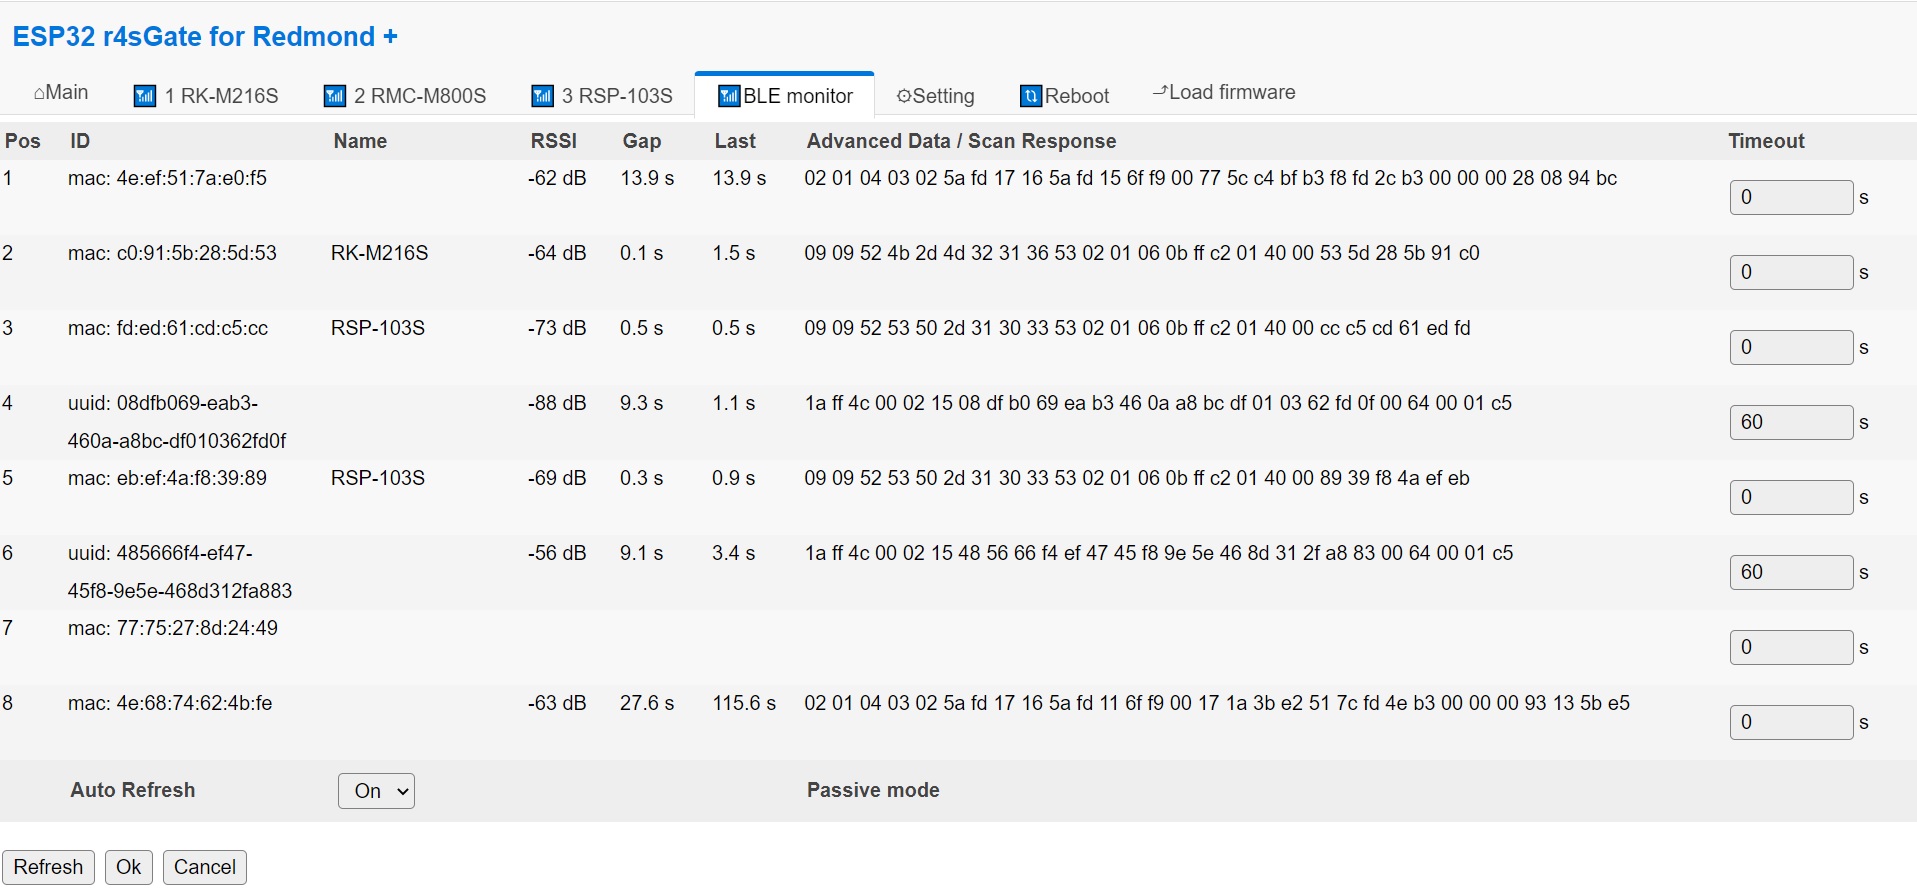 ESP32 r4sGate for Redmond +
⌂Main 1 RK-M216S 2 RMC-M800S 3 RSP-103S BLE monitor ⚙Setting Reboot Load firmware
Pos ID Name RSSI Gap Last Advanced Data / Scan Response Timeout
1 mac: 4e:ef:51:7a:e0:f5 -62 dB 13.9 s 13.9 s 02 01 04 03 02 5a fd 17 16 5a fd 15 6f f9 00 77 5c c4 bf b3 f8 fd 2c b3 00 00 00 28 08 94 bc 0 s
2 mac: c0:91:5b:28:5d:53 RK-M216S -64 dB 0.1 s 1.5 s 09 09 52 4b 2d 4d 32 31 36 53 02 01 06 0b ff c2 01 40 00 53 5d 28 5b 91 c0 0 s
3 mac: fd:ed:61:cd:c5:cc RSP-103S -73 dB 0.5 s 0.5 s 09 09 52 53 50 2d 31 30 33 53 02 01 06 0b ff c2 01 40 00 cc c5 cd 61 ed fd 0 s
4 uuid: 08dfb069-eab3- -88 dB 9.3 s 1.1 s 1a ff 4c 00 02 15 08 df b0 69 ea b3 46 0a a8 bc df 01 03 62 fd 0f 00 64 00 01 c5 60 s
460a-a8bc-df010362fd0f
5 mac: eb:ef:4a:f8:39:89 RSP-103S -69 dB 0.3 s 0.9 s 09 09 52 53 50 2d 31 30 33 53 02 01 06 0b ff c2 01 40 00 89 39 f8 4a ef eb 0 s
6 uuid: 485666f4-ef47- -56 dB 9.1 s 3.4 s 1a ff 4c 00 02 15 48 56 66 f4 ef 47 45 f8 9e 5e 46 8d 31 2f a8 83 00 64 00 01 c5 60 s
45f8-9e5e-468d312fa883
7 mac: 77:75:27:8d:24:49 0 s
8 mac: 4e:68:74:62:4b:fe -63 dB 27.6 s 115.6 s 02 01 04 03 02 5a fd 17 16 5a fd 11 6f f9 00 17 1a 3b e2 51 7c fd 4e b3 00 00 00 93 13 5b e5 0 s
Auto Refresh On Passive mode
Refresh Ok Cancel